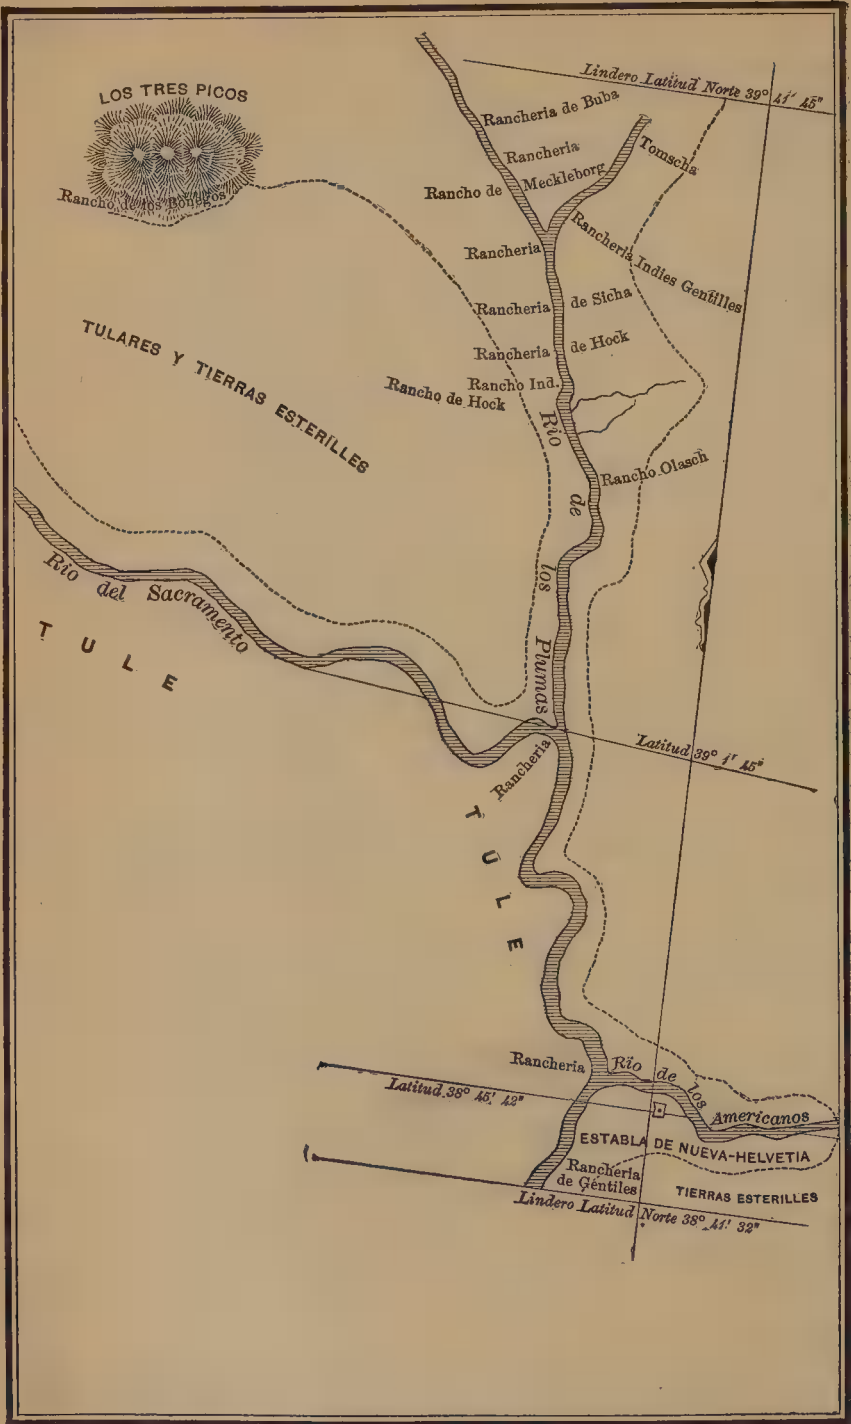 Lindero Latitud Norte 39° 41' 45"
LOS TRES PICOS
Rancho de los Bonegos
Rancheria de Buba
Rancheria
Tomscha
Rancho de Meckleborg
Rancheria
Rancheria Indies Gentilles
Rancheria de Sicha
Rancheria de Hock
Rancho Ind.
Rancho de Hock
TULARES Y TIERRAS ESTERILLES
Rio de los Plumas
Rancho Olasch
Rio del Sacramento
TULE
Latitud 39° 1' 45"
Rancheria
TULE
Rancheria
Rio de los Americanos
Latitud 38° 45' 42"
ESTABLA DE NUEVA-HELVETIA
Rancheria
de Gentiles
TIERRAS ESTERILLES
Lindero Latitud Norte 38° 41' 32"